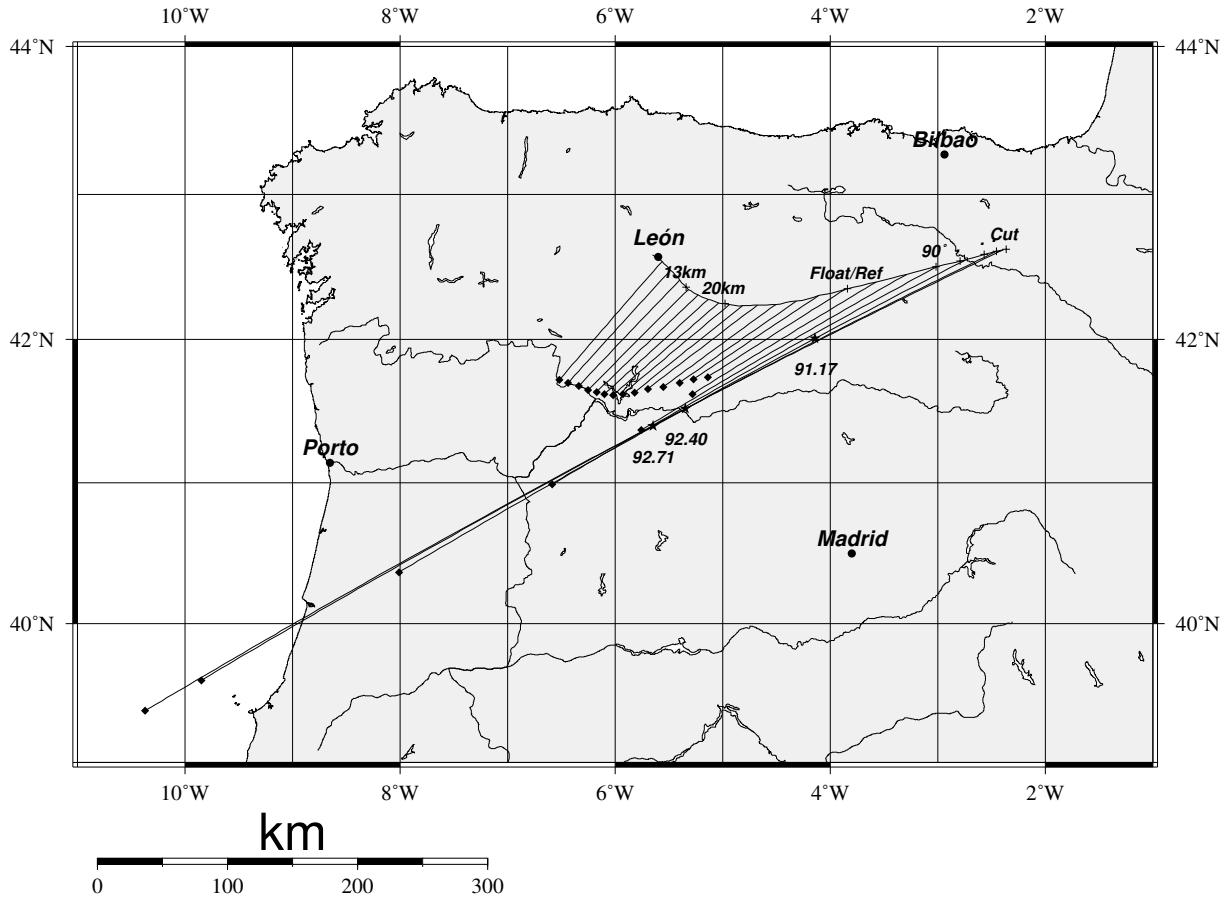 10˚W 8˚W 6˚W 4˚W 2˚W
44˚N 44˚N
Bilbao
León
Cut
90˚
13km
Float/Ref
20km
42˚N 42˚N
91.17
92.40
Porto
92.71
Madrid
40˚N 40˚N
10˚W 8˚W 6˚W 4˚W 2˚W
km
0 100 200 300